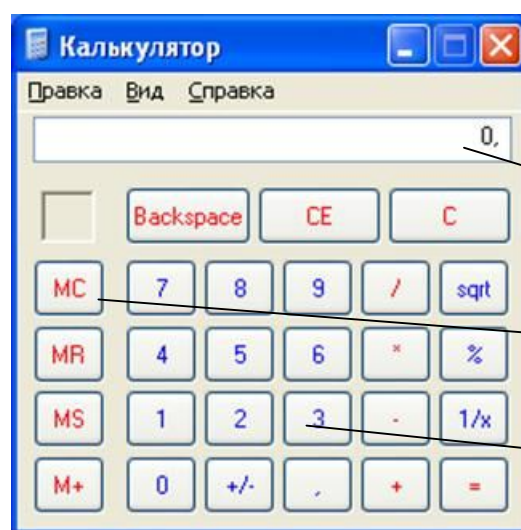 Калькулятор
Правка Вид Справка
0,
Backspace CE C
MC 7 8 9 / sqrt
MR 4 5 6 * %
MS 1 2 3 - 1/x
M+ 0 +/- , + =